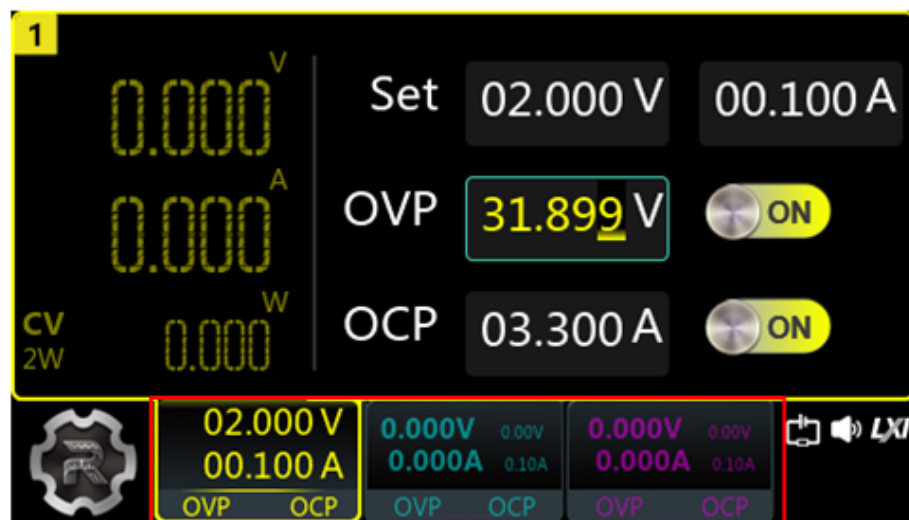 1
0.000 V
0.000 A
0.000 W
CV
2W
Set 02.000 V 00.100 A
OVP 31.899 V ON
OCP 03.300 A ON
02.000 V
00.100 A
OVP OCP
0.000V 0.00V
0.000A 0.10A
OVP OCP
0.000V 0.00V
0.000A 0.10A
OVP OCP
LXI